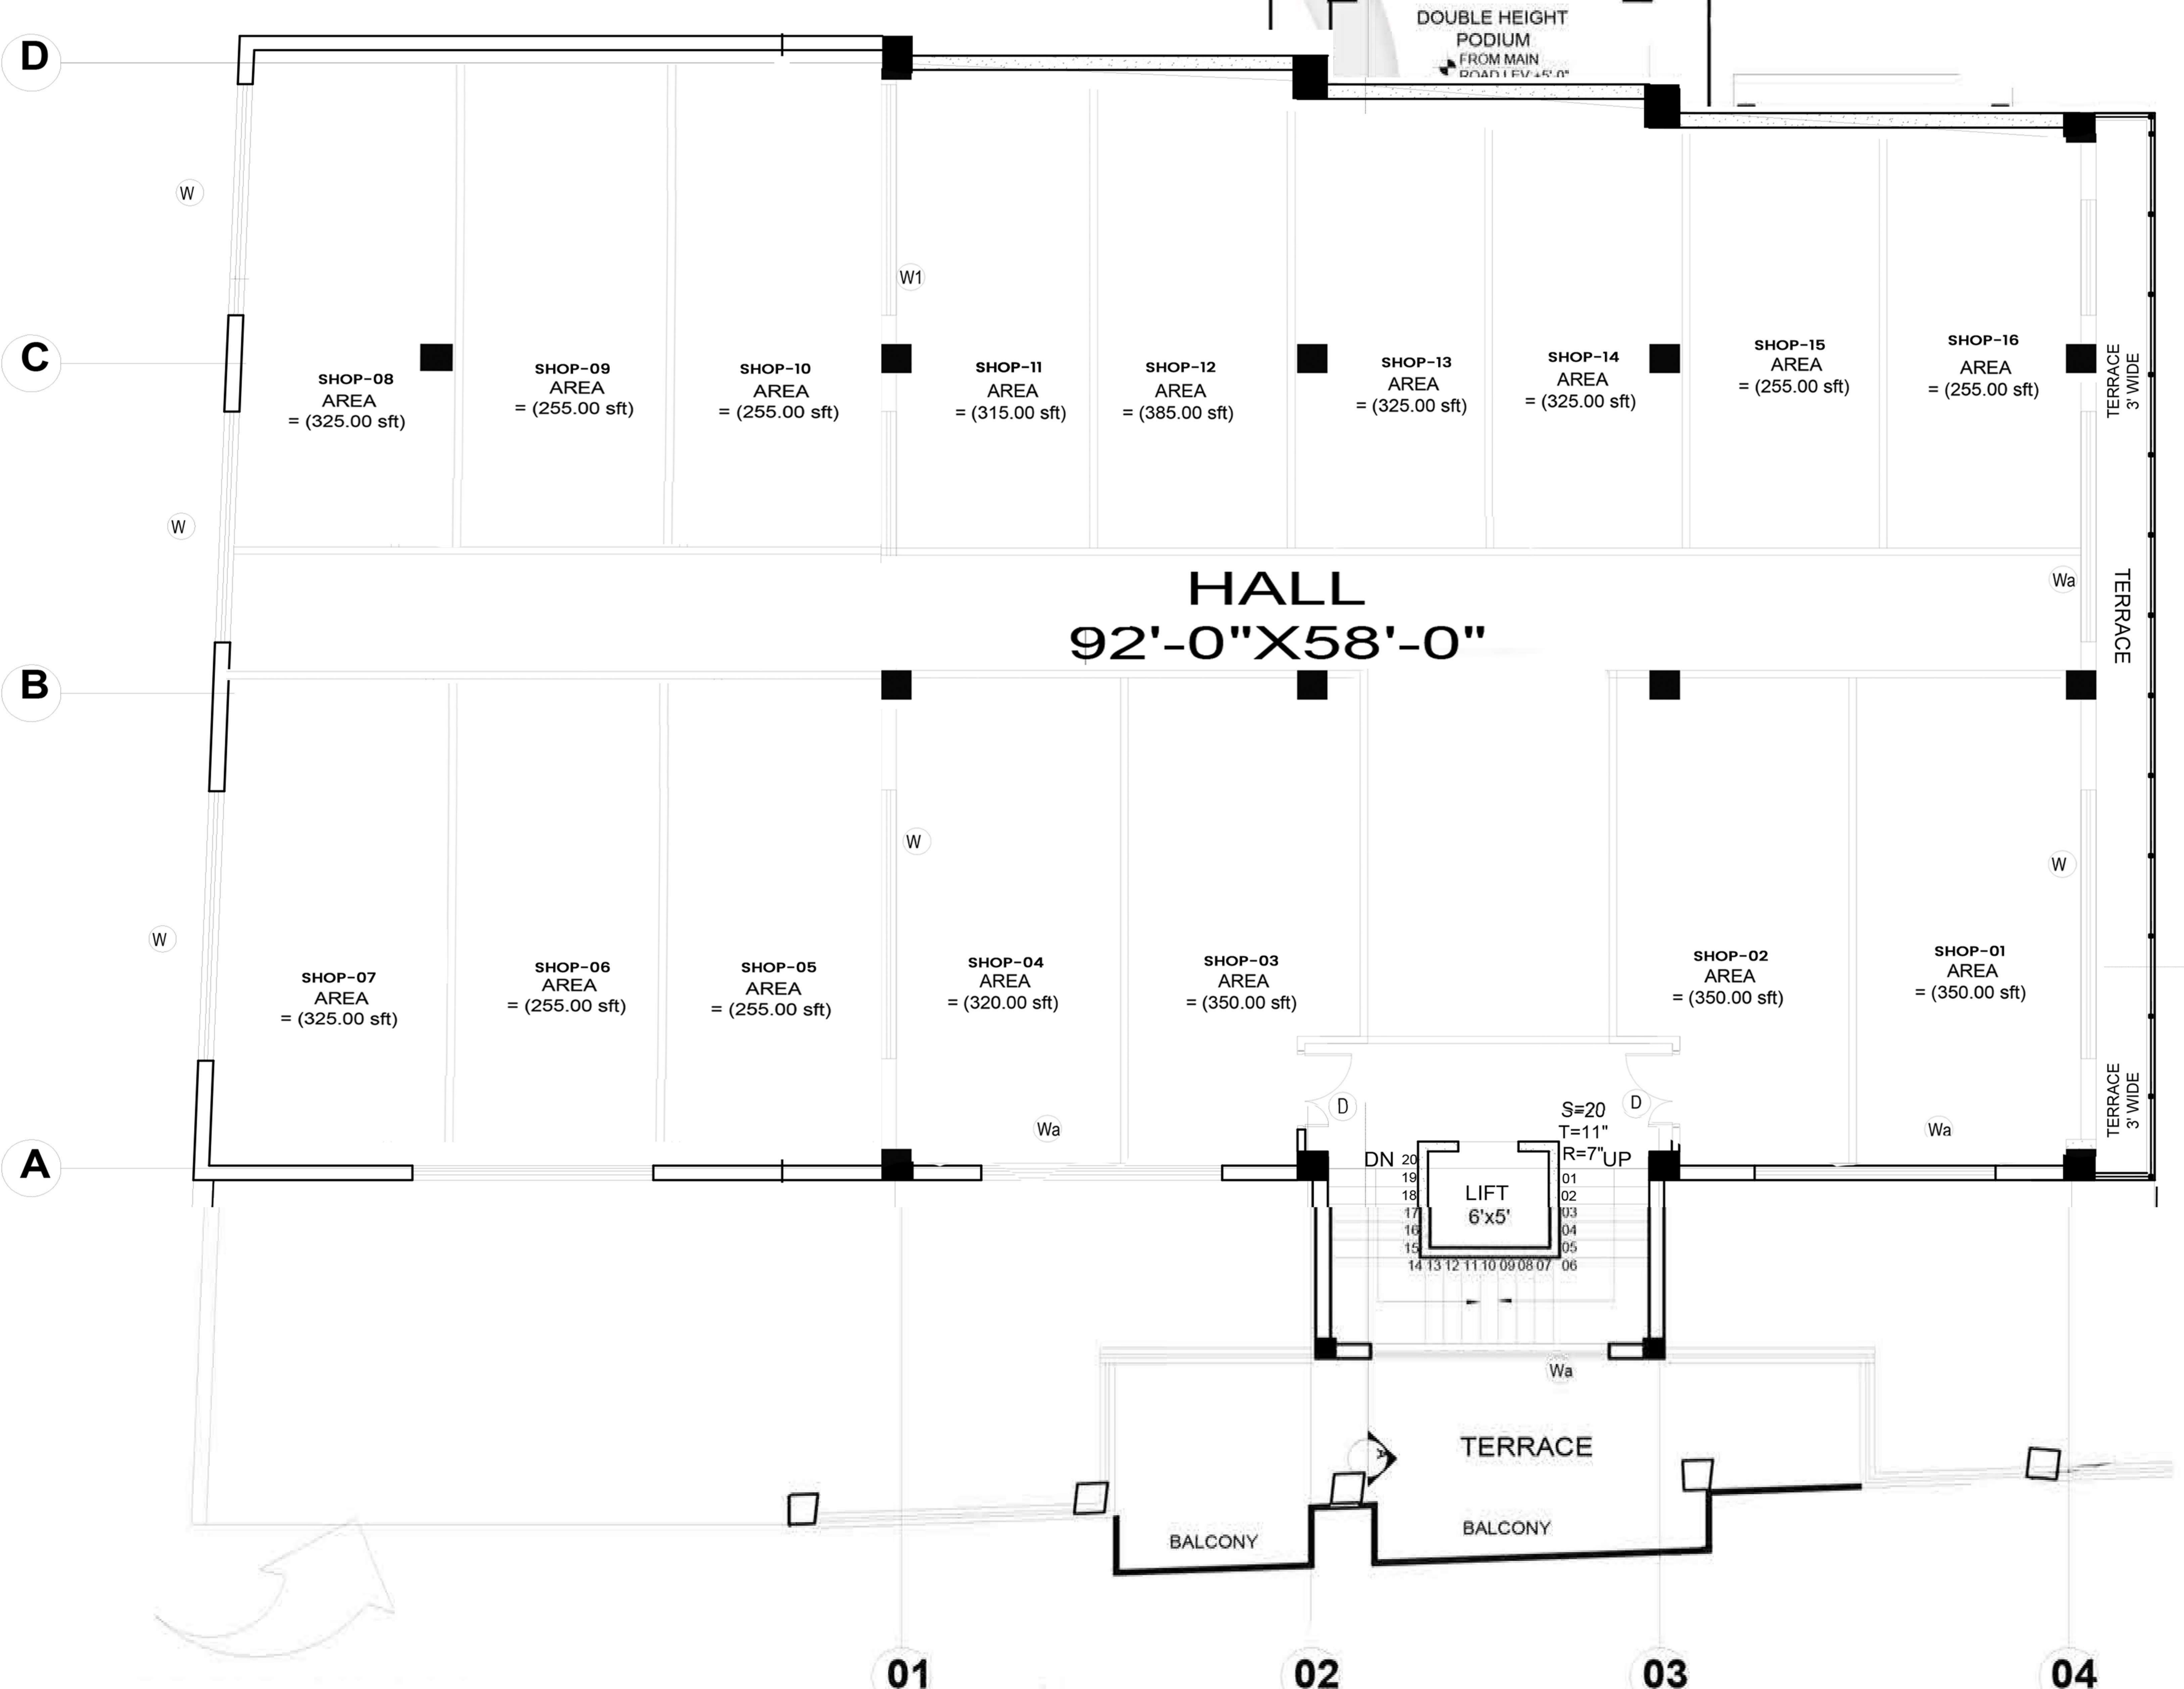 DOUBLE HEIGHT
PODIUM
FROM MAIN
ROAD LEV:+5'-0"
D
W
W1
C
SHOP-08
AREA
= (325.00 sft)
SHOP-09
AREA
= (255.00 sft)
SHOP-10
AREA
= (255.00 sft)
SHOP-11
AREA
= (315.00 sft)
SHOP-12
AREA
= (385.00 sft)
SHOP-13
AREA
= (325.00 sft)
SHOP-14
AREA
= (325.00 sft)
SHOP-15
AREA
= (255.00 sft)
SHOP-16
AREA
= (255.00 sft)
TERRACE
3' WIDE
W
HALL
92'-0"X58'-0"
Wa
TERRACE
B
W
W
W
SHOP-07
AREA
= (325.00 sft)
SHOP-06
AREA
= (255.00 sft)
SHOP-05
AREA
= (255.00 sft)
SHOP-04
AREA
= (320.00 sft)
SHOP-03
AREA
= (350.00 sft)
SHOP-02
AREA
= (350.00 sft)
SHOP-01
AREA
= (350.00 sft)
TERRACE
3' WIDE
Wa
D
D
Wa
S=20
T=11"
R=7"
A
DN
UP
20
19
18
17
16
15
14 13 12 11 10 09 08 07 06
01
02
03
04
05
LIFT
6'x5'
Wa
TERRACE
A
BALCONY
BALCONY
01
02
03
04